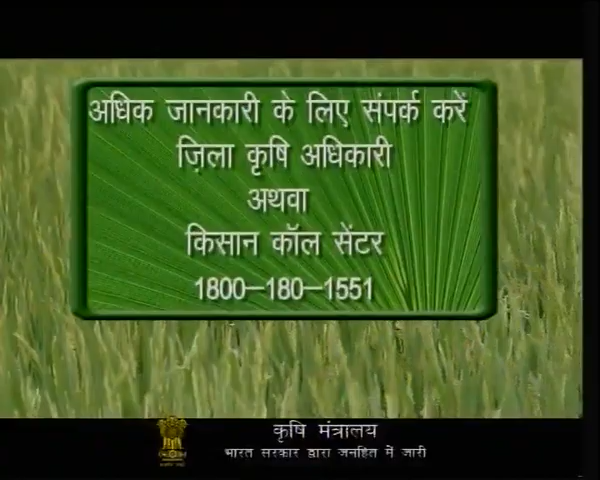 अधिक जानकारी के लिए संपर्क करें
ज़िला कृषि अधिकारी
अथवा
किसान कॉल सेंटर
1800–180–1551
कृषि मंत्रालय
भारत सरकार द्वारा जनहित में जारी